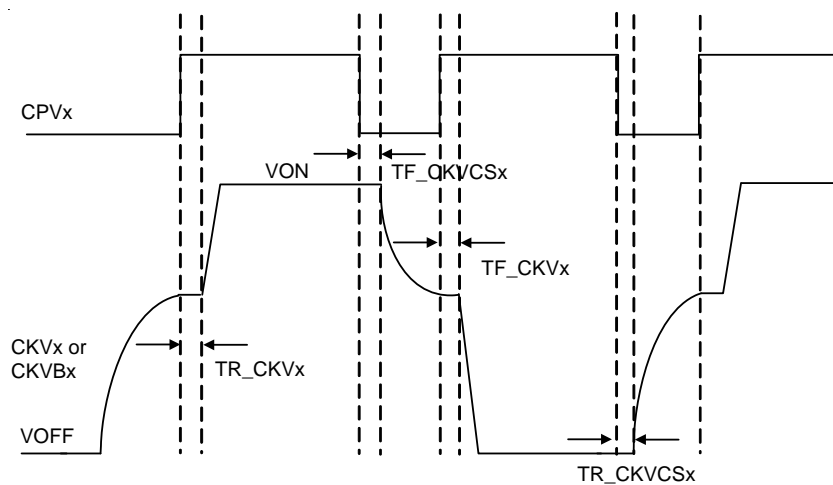 CPVx
VON
TF_CKVCSx
TF_CKVx
CKVx or
CKVBx
TR_CKVx
VOFF
TR_CKVCSx